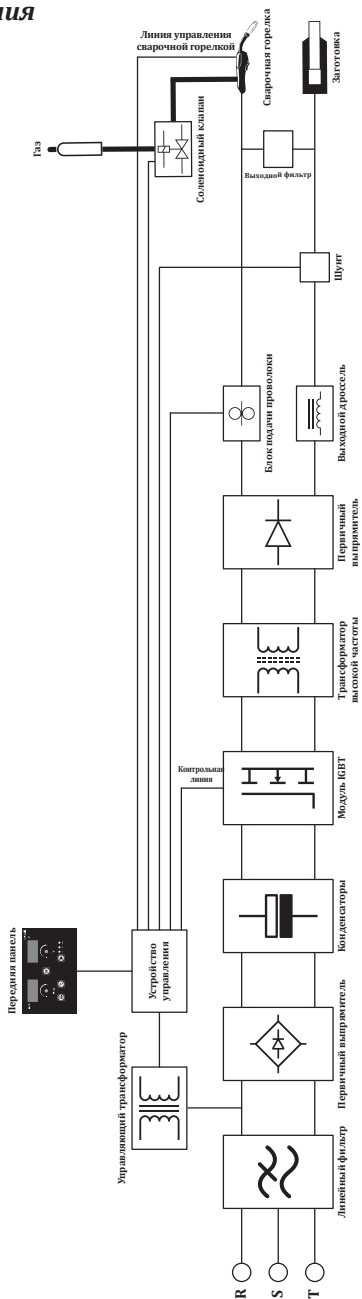 ния
Линия управления
сварочной горелкой
Сварочная горелка
Заготовка
Газ
Соленоидный клапан
Выходной фильтр
Шунт
Блок подачи проволоки
Выходной дроссель
Первичный
выпрямитель
Трансформатор
высокой частоты
Контрольная
линия
Модуль IGBT
Передняя панель
Устройство
управления
Конденсаторы
Управляющий трансформатор
Первичный выпрямитель
Линейный фильтр
R
S
T